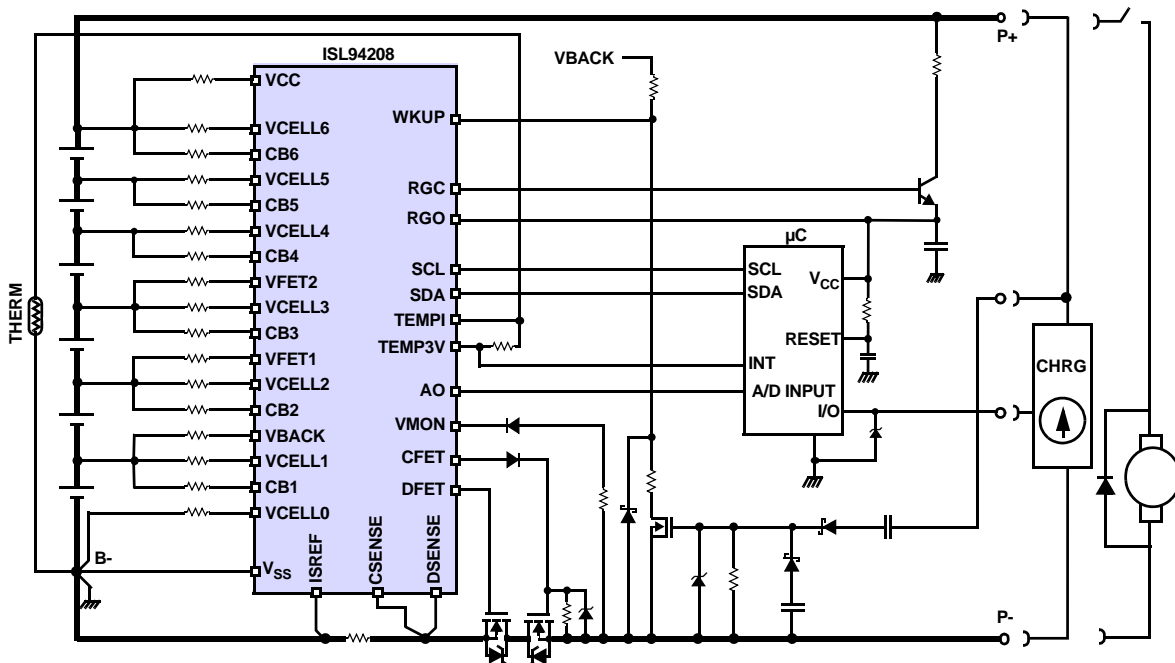 P+
ISL94208
VBACK
VCC
WKUP
VCELL6
CB6
VCELL5
RGC
CB5
RGO
VCELL4
µC
CB4
SCL
SCL
VCC
VFET2
SDA
SDA
THERM
VCELL3
TEMPI
CB3
RESET
TEMP3V
VFET1
INT
CHRG
VCELL2
AO
A/D INPUT
CB2
I/O
VBACK
VMON
VCELL1
CFET
CB1
DFET
VCELL0
B-
VSS
ISREF
CSENSE
DSENSE
P-